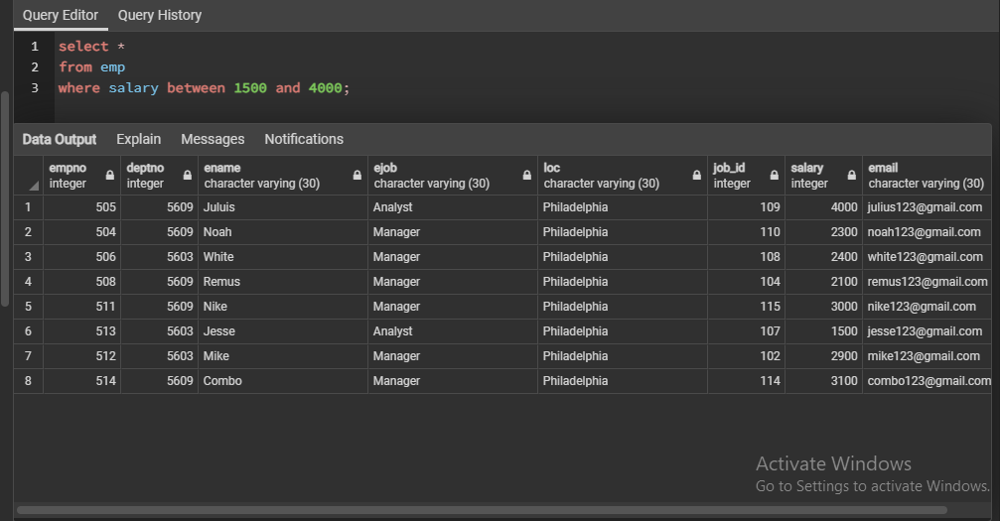 Query Editor Query History
1 select *
2 from emp
3 where salary between 1500 and 4000;
Data Output Explain Messages Notifications
empno deptno ename ejob loc job_id salary email
integer integer character varying (30) character varying (30) character varying (30) integer integer character varying (30)
1 505 5609 Juluis Analyst Philadelphia 109 4000 julius123@gmail.com
2 504 5609 Noah Manager Philadelphia 110 2300 noah123@gmail.com
3 506 5603 White Manager Philadelphia 108 2400 white123@gmail.com
4 508 5609 Remus Manager Philadelphia 104 2100 remus123@gmail.com
5 511 5609 Nike Manager Philadelphia 115 3000 nike123@gmail.com
6 513 5603 Jesse Analyst Philadelphia 107 1500 jesse123@gmail.com
7 512 5603 Mike Manager Philadelphia 102 2900 mike123@gmail.com
8 514 5609 Combo Manager Philadelphia 114 3100 combo123@gmail.com
Activate Windows
Go to Settings to activate Windows.